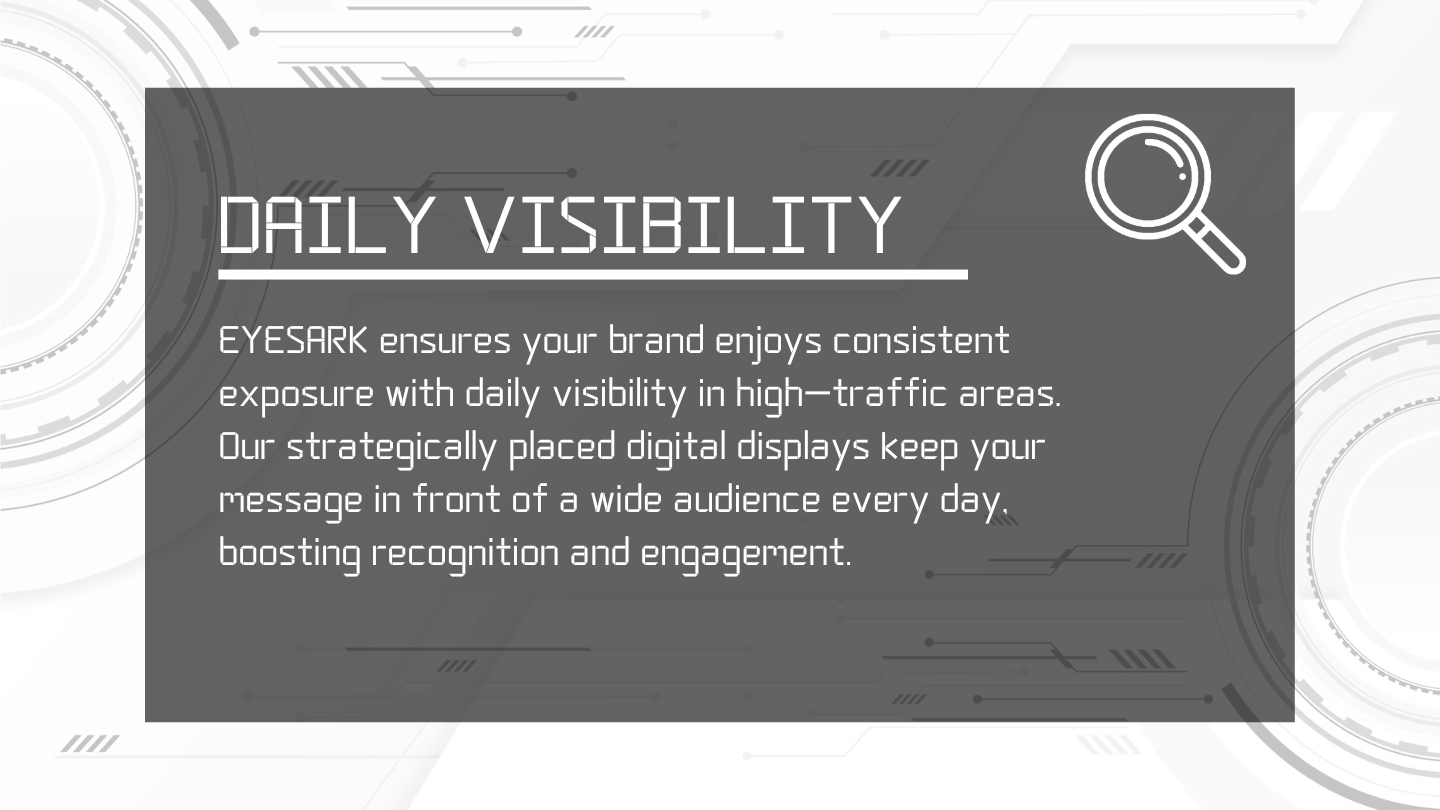 DAILY VISIBILITY
EYESARK ensures your brand enjoys consistent
exposure with daily visibility in high-traffic areas.
Our strategically placed digital displays keep your
message in front of a wide audience every day,
boosting recognition and engagement.